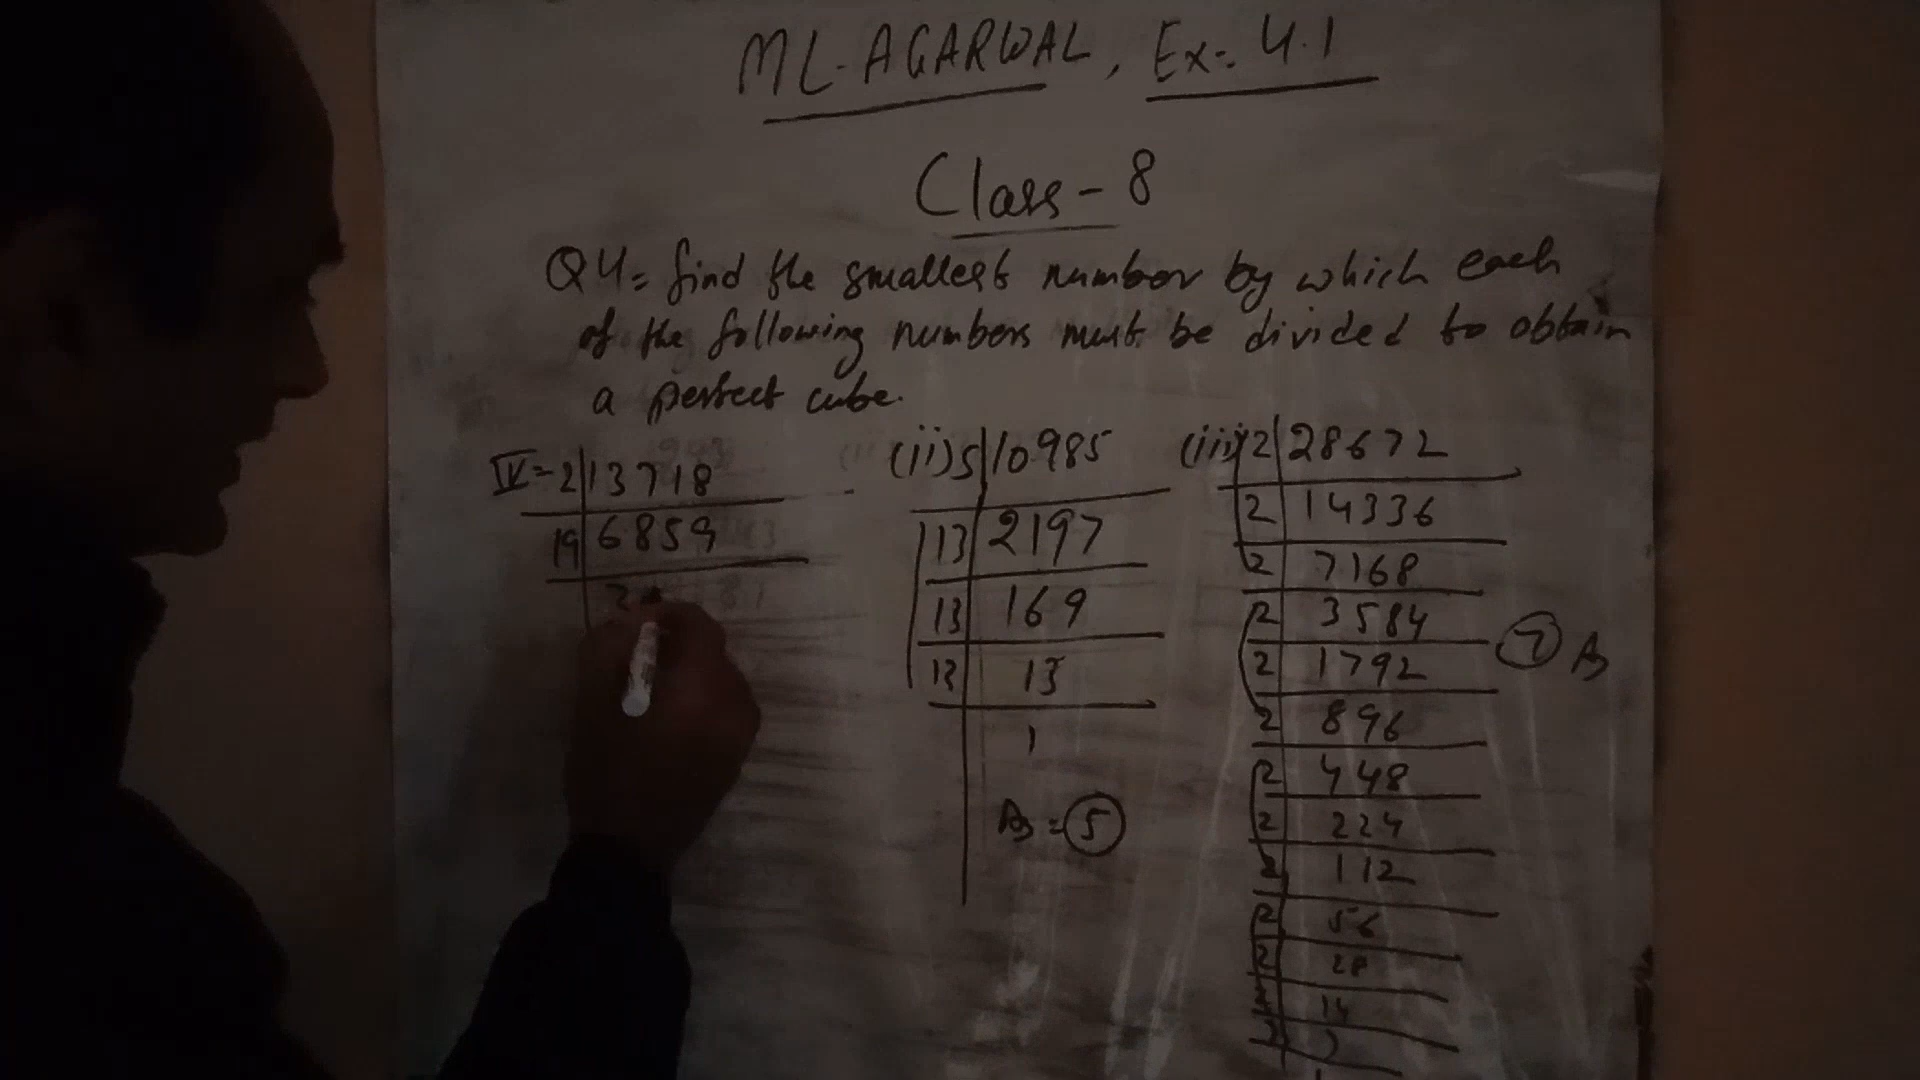 ML-AGARWAL, Ex-4.1
Class-8
Q4= find the smallest number by which each
of the following numbers must be divided to obtain
a perfect cube.
IV= 2 13718
19 6859
(ii) 5 10985
13 2197
13 169
13 13
1
= 5
(iii) 2 28672
2 14336
2 7168
2 3584
2 1792
2 896
2 448
2 224
2 112
2 56
2 28
14
7